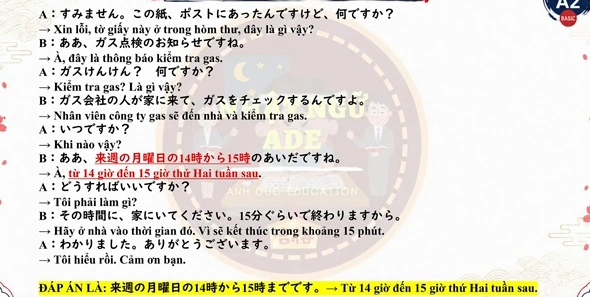 A2
BASIC
A：すみません。この紙、ポストにあったんですけど、何ですか？
→ Xin lỗi, tờ giấy này ở trong hòm thư, đây là gì vậy?
B：ああ、ガス点検のお知らせですね。
→ À, đây là thông báo kiểm tra gas.
A：ガスけんけん？　何ですか？
→ Kiểm tra gas? Là gì vậy?
B：ガス会社の人が家に来て、ガスをチェックするんですよ。
→ Nhân viên công ty gas sẽ đến nhà và kiểm tra gas.
A：いつですか？
→ Khi nào vậy?
B：ああ、来週の月曜日の14時から15時のあいだですね。
→ À, từ 14 giờ đến 15 giờ thứ Hai tuần sau.
A：どうすればいいですか？
→ Tôi phải làm gì?
B：その時間に、家にいてください。15分ぐらいで終わりますから。
→ Hãy ở nhà vào thời gian đó. Vì sẽ kết thúc trong khoảng 15 phút.
A：わかりました。ありがとうございます。
→ Tôi hiểu rồi. Cảm ơn bạn.
ĐÁP ÁN LÀ: 来週の月曜日の14時から15時までです。→ Từ 14 giờ đến 15 giờ thứ Hai tuần sau.
NGỮ
ADE
ANH DUC EDUCATION